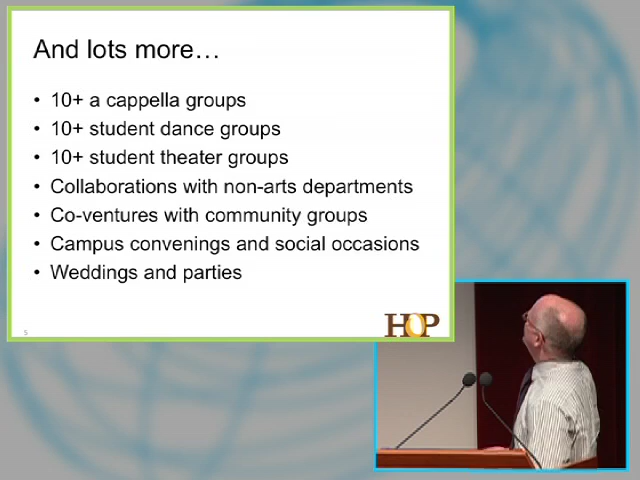 And lots more…
• 10+ a cappella groups
• 10+ student dance groups
• 10+ student theater groups
• Collaborations with non-arts departments
• Co-ventures with community groups
• Campus convenings and social occasions
• Weddings and parties
5
HOP